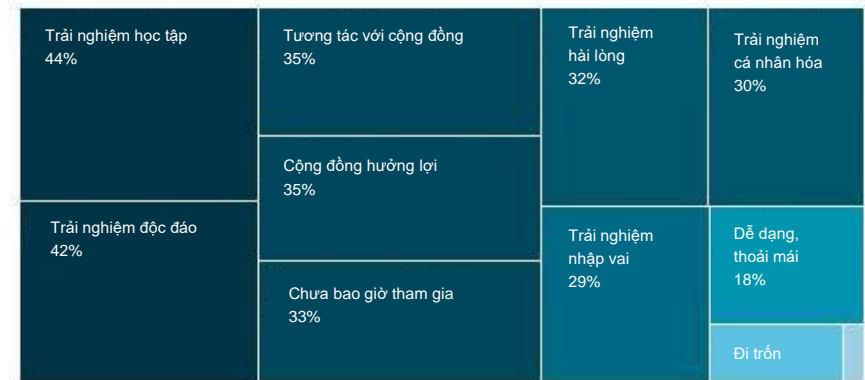 Trải nghiệm học tập
44%
Trải nghiệm độc đáo
42%
Tương tác với cộng đồng
35%
Cộng đồng hưởng lợi
35%
Chưa bao giờ tham gia
33%
Trải nghiệm
hài lòng
32%
Trải nghiệm
cá nhân hóa
30%
Trải nghiệm
nhập vai
29%
Dễ dạng,
thoải mái
18%
Đi trốn